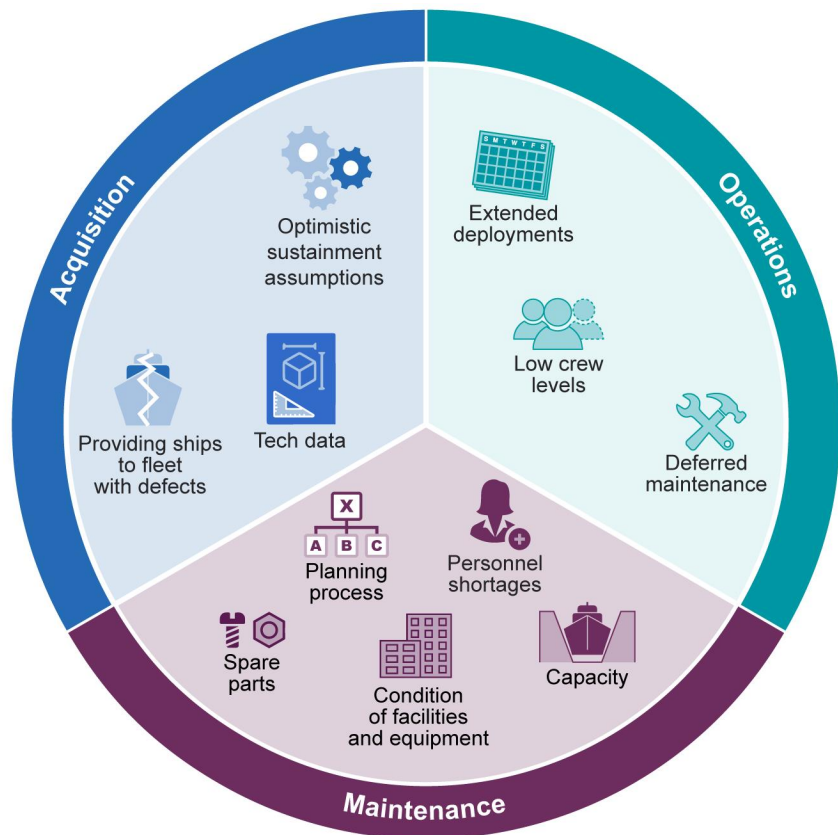 Acquisition
Optimistic
sustainment
assumptions
Providing ships
to fleet
with defects
Tech data
Operations
S M T W T F S
Extended
deployments
Low crew
levels
Deferred
maintenance
X
A B C
Planning
process
Personnel
shortages
Spare
parts
Condition
of facilities
and equipment
Capacity
Maintenance